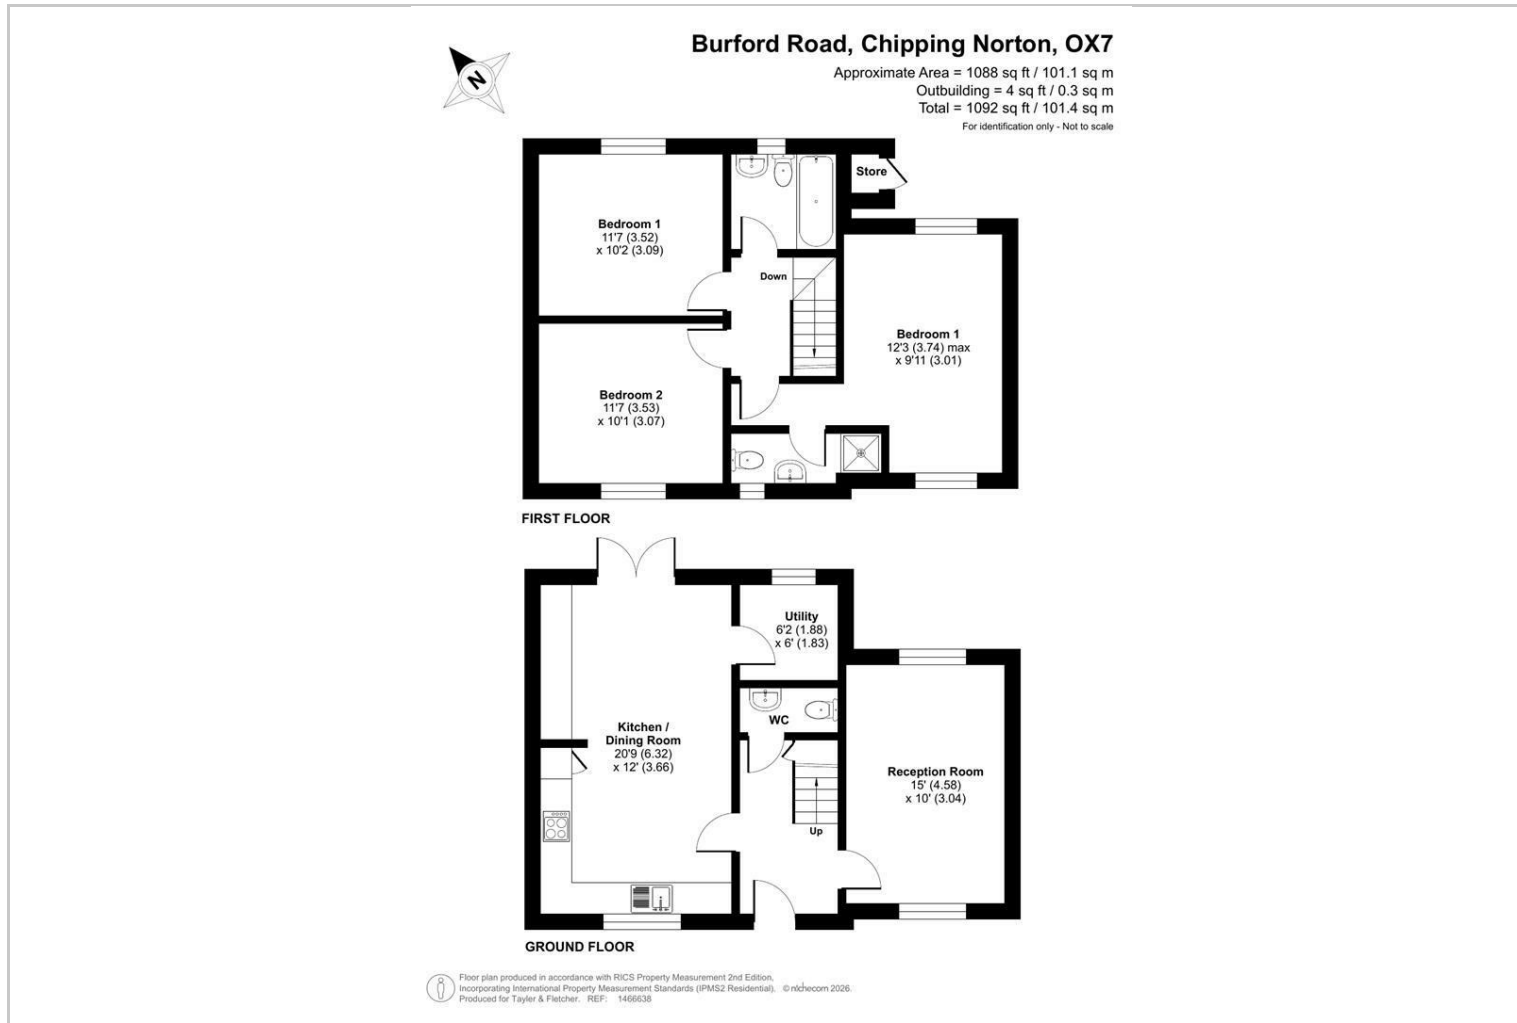 Burford Road, Chipping Norton, OX7
Approximate Area = 1088 sq ft / 101.1 sq m
Outbuilding = 4 sq ft / 0.3 sq m
Total = 1092 sq ft / 101.4 sq m
For identification only - Not to scale
N
Store
Bedroom 1
11'7 (3.52)
x 10'2 (3.09)
Down
Bedroom 1
12'3 (3.74) max
x 9'11 (3.01)
Bedroom 2
11'7 (3.53)
x 10'1 (3.07)
FIRST FLOOR
Utility
6'2 (1.88)
x 6' (1.83)
WC
Kitchen /
Dining Room
20'9 (6.32)
x 12' (3.66)
Reception Room
15' (4.58)
x 10' (3.04)
Up
GROUND FLOOR
Floor plan produced in accordance with RICS Property Measurement 2nd Edition.
Incorporating International Property Measurement Standards (IPMS2 Residential). © nichecom 2026.
Produced for Tayler & Fletcher. REF: 1466638